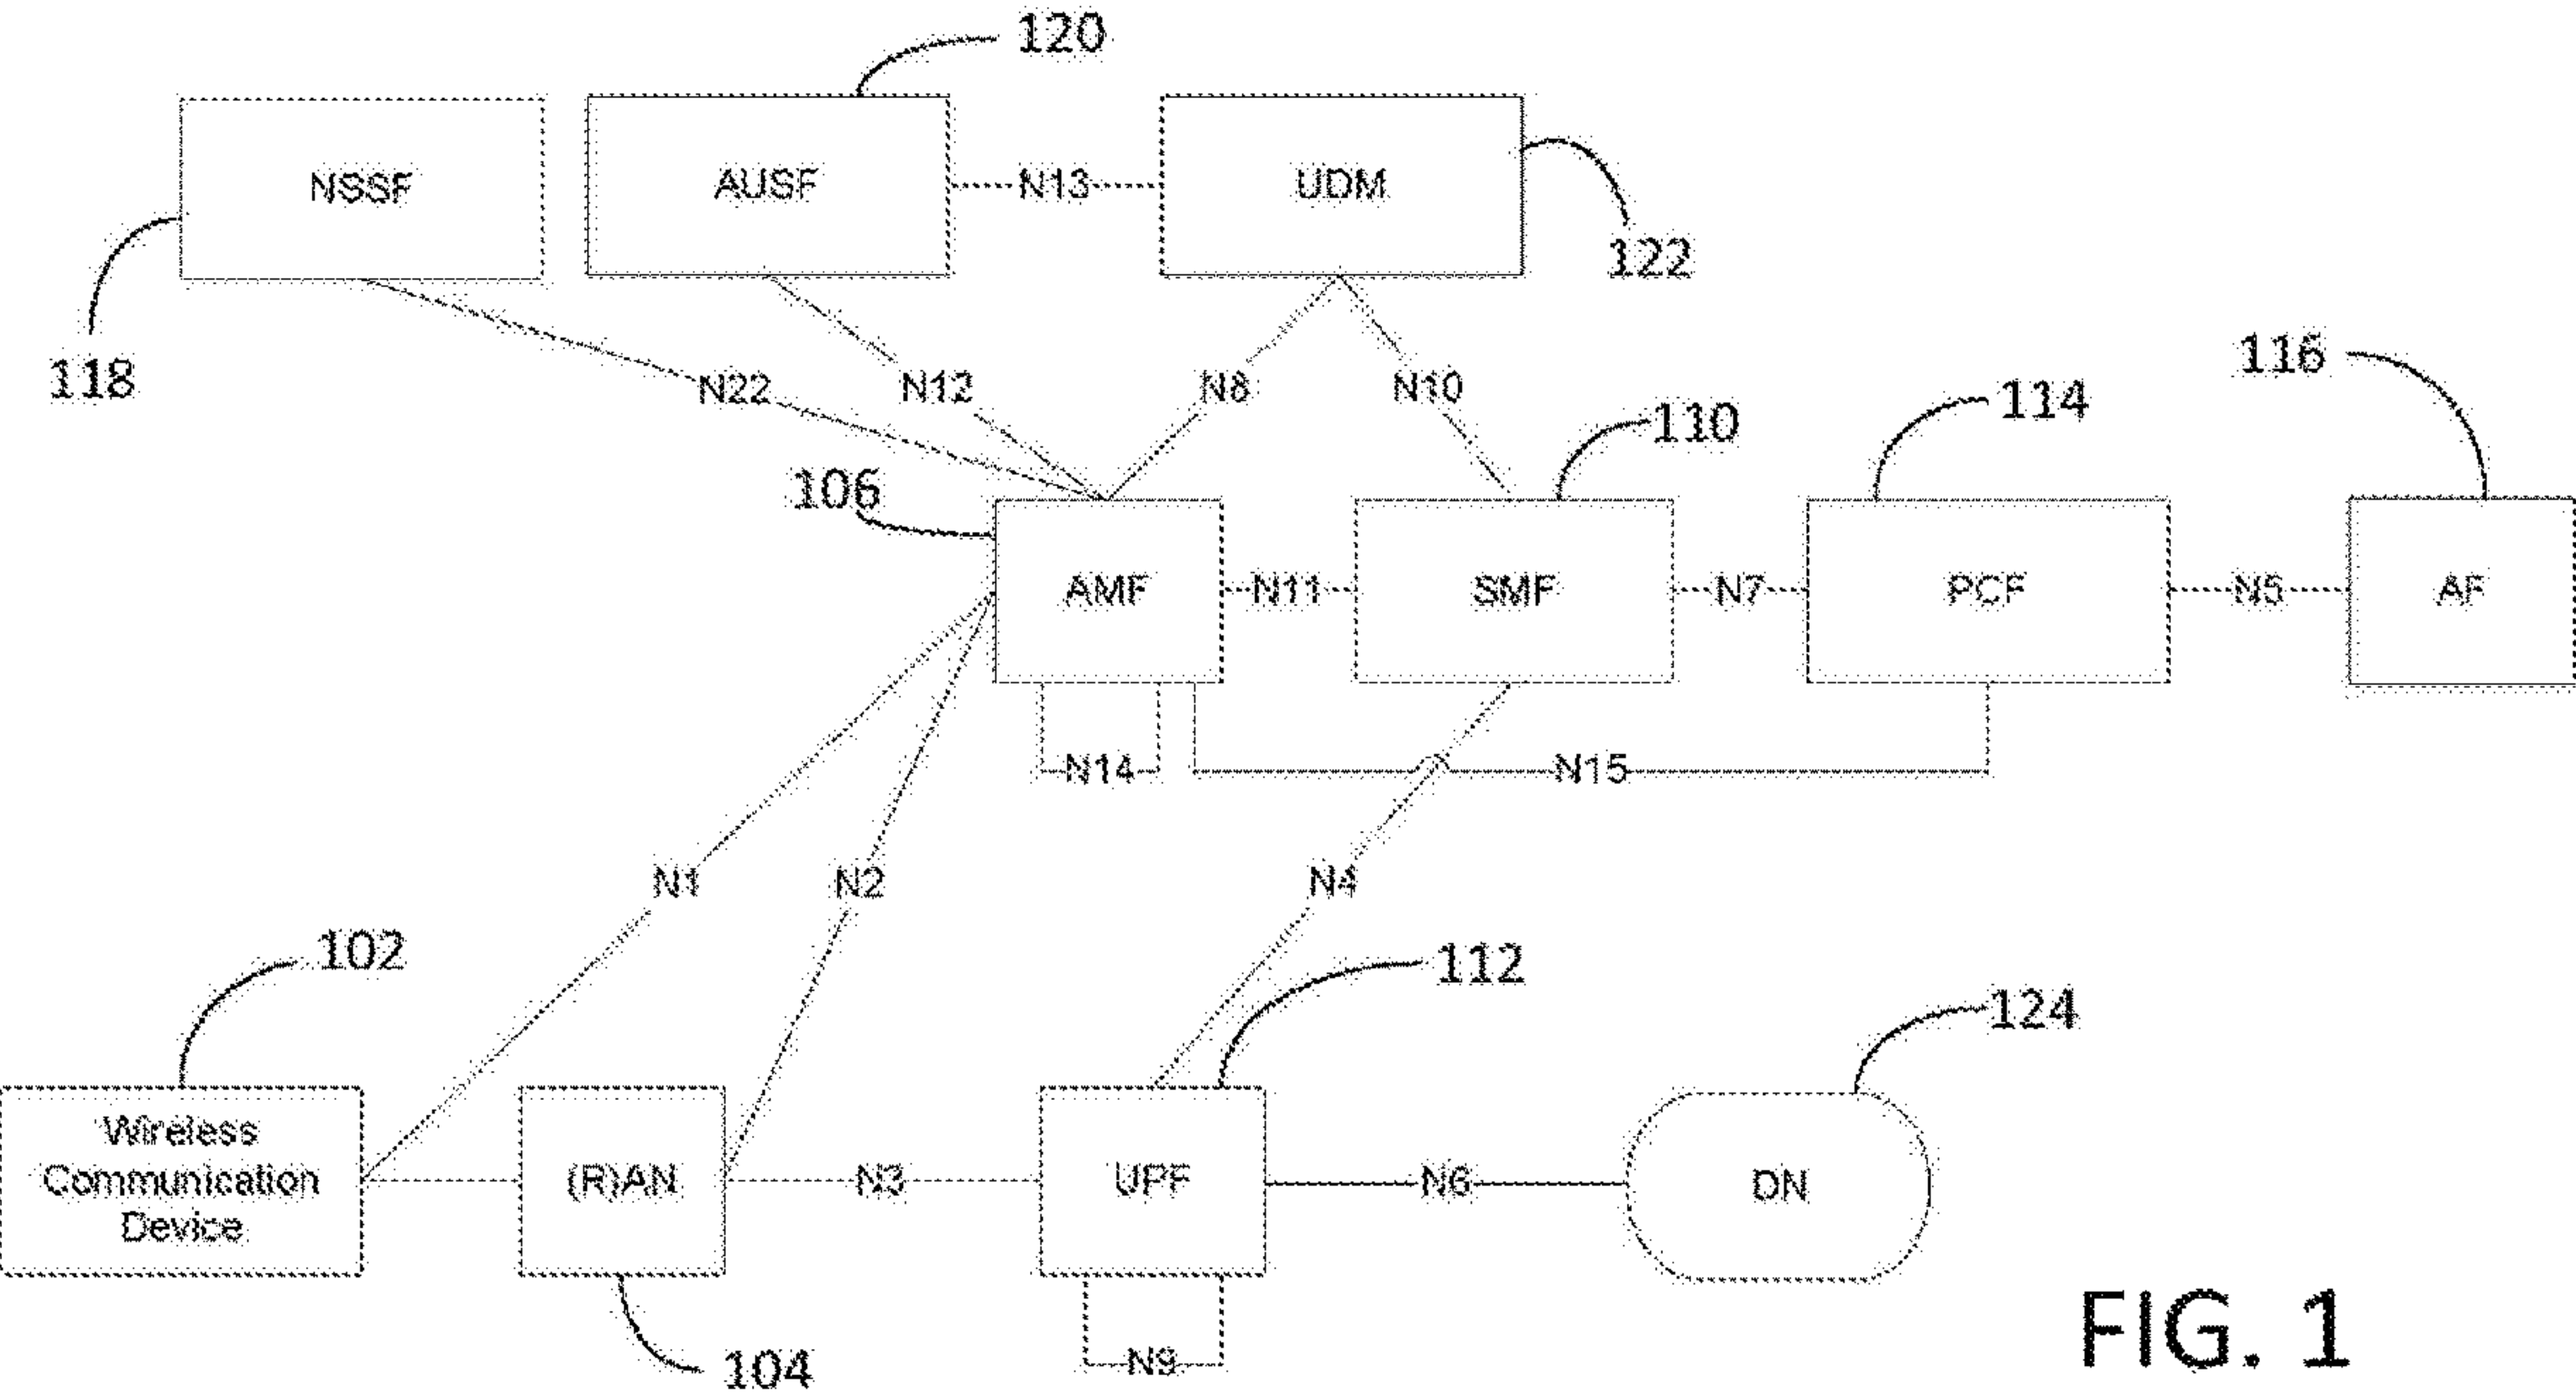 120
NSSF
AUSF
N13
UDM
122
118
N22
N12
N8
N10
116
110
114
106
AMF
N11
SMF
N7
PCF
N5
AF
N14
N15
N1
N2
N4
102
112
124
Wireless
Communication
Device
(R)AN
N3
UPF
N6
DN
104
N9
FIG. 1